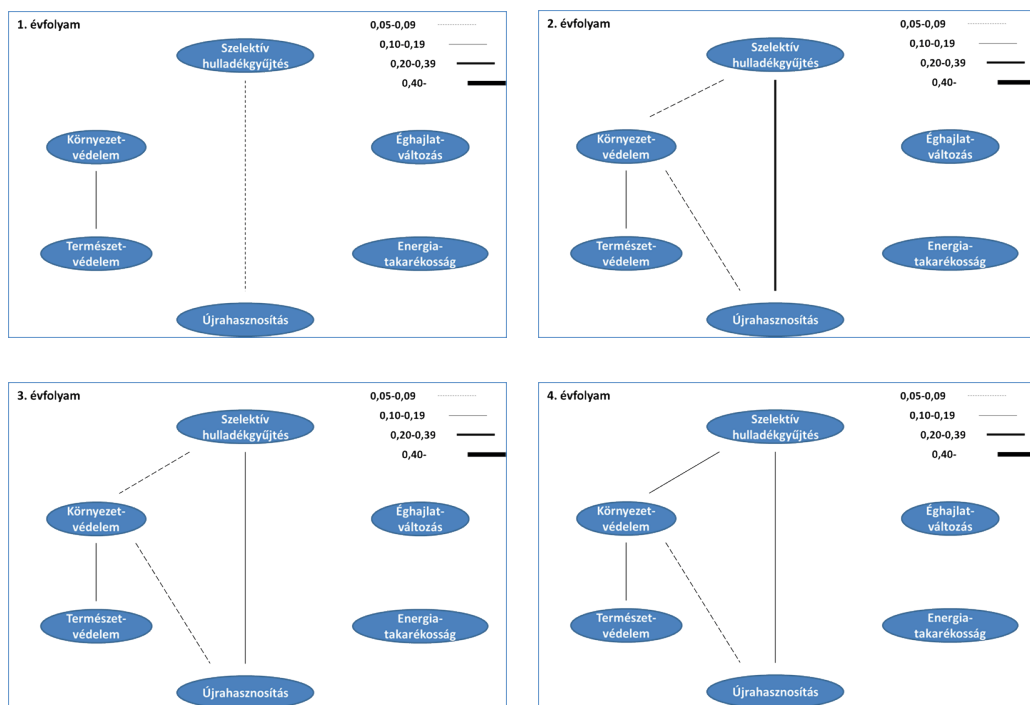 1. évfolyam
0,05-0,09
0,10-0,19
0,20-0,39
0,40-
Szelektív
hulladékgyűjtés
Környezet-
védelem
Éghajlat-
változás
Természet-
védelem
Energia-
takarékosság
Újrahasznosítás
2. évfolyam
0,05-0,09
0,10-0,19
0,20-0,39
0,40-
Szelektív
hulladékgyűjtés
Környezet-
védelem
Éghajlat-
változás
Természet-
védelem
Energia-
takarékosság
Újrahasznosítás
3. évfolyam
0,05-0,09
0,10-0,19
0,20-0,39
0,40-
Szelektív
hulladékgyűjtés
Környezet-
védelem
Éghajlat-
változás
Természet-
védelem
Energia-
takarékosság
Újrahasznosítás
4. évfolyam
0,05-0,09
0,10-0,19
0,20-0,39
0,40-
Szelektív
hulladékgyűjtés
Környezet-
védelem
Éghajlat-
változás
Természet-
védelem
Energia-
takarékosság
Újrahasznosítás